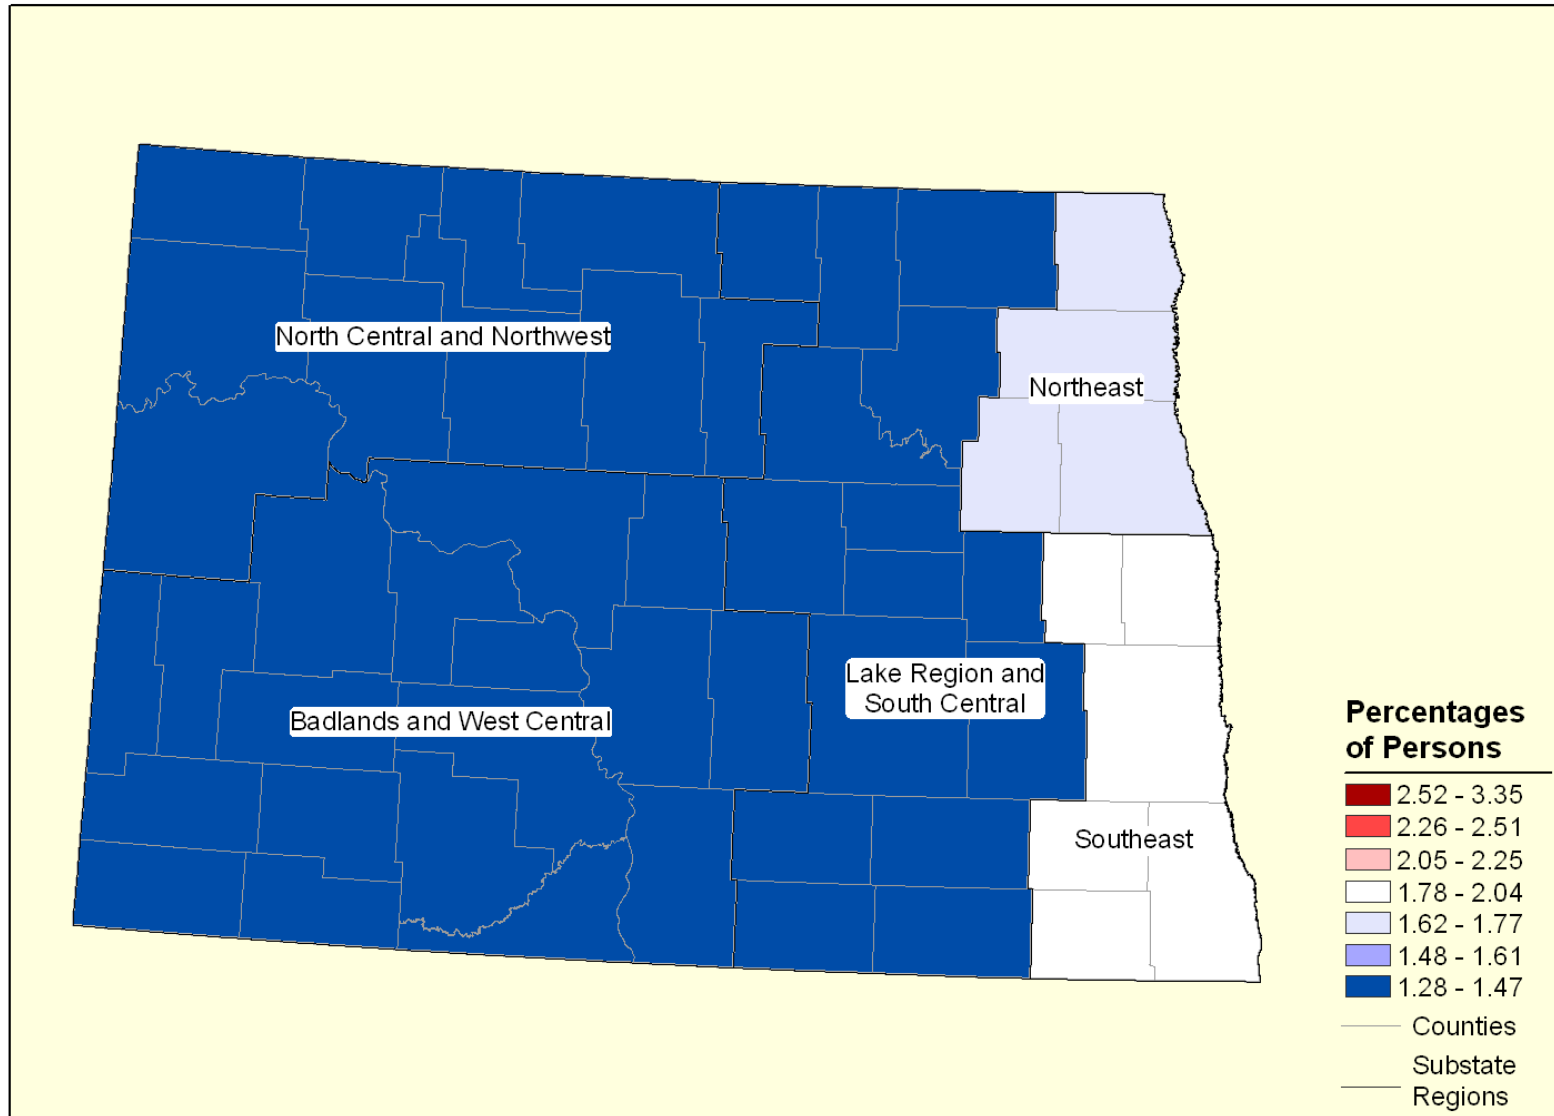 North Central and Northwest
Northeast
Lake Region and
South Central
Badlands and West Central
Southeast
Percentages
of Persons
2.52 - 3.35
2.26 - 2.51
2.05 - 2.25
1.78 - 2.04
1.62 - 1.77
1.48 - 1.61
1.28 - 1.47
Counties
Substate
Regions